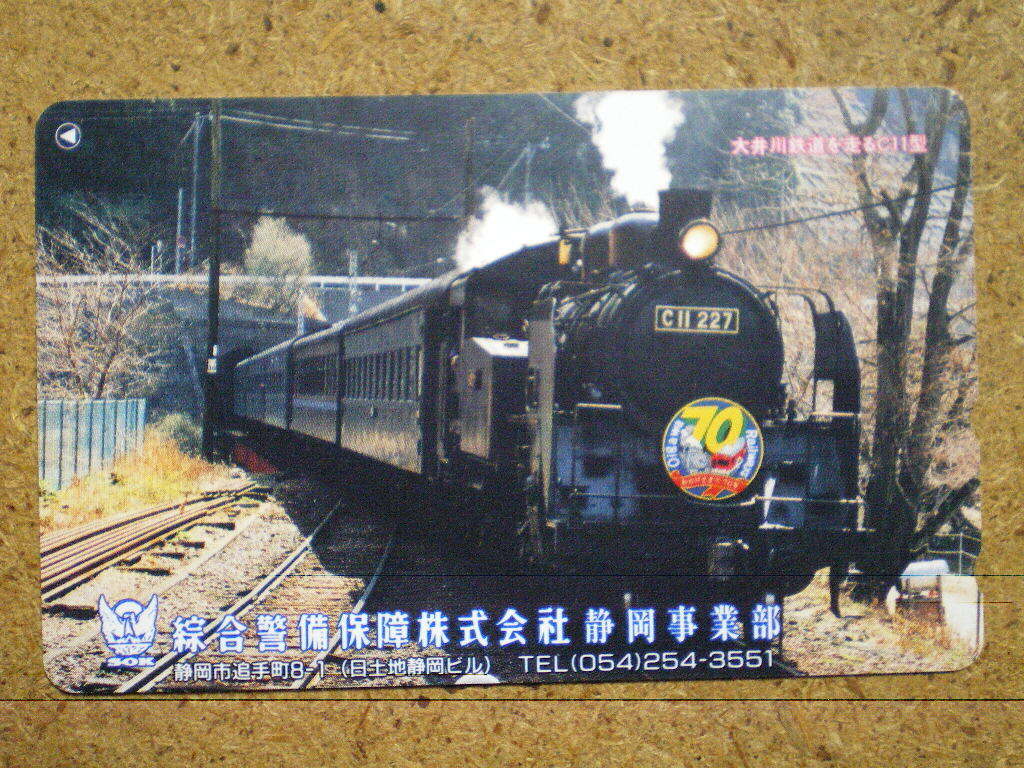 大井川鉄道を走るC11型
C11 227
70
Railway
SOK
綜合警備保障株式会社静岡事業部
静岡市追手町8-1 (日土地静岡ビル) TEL(054)254-3551